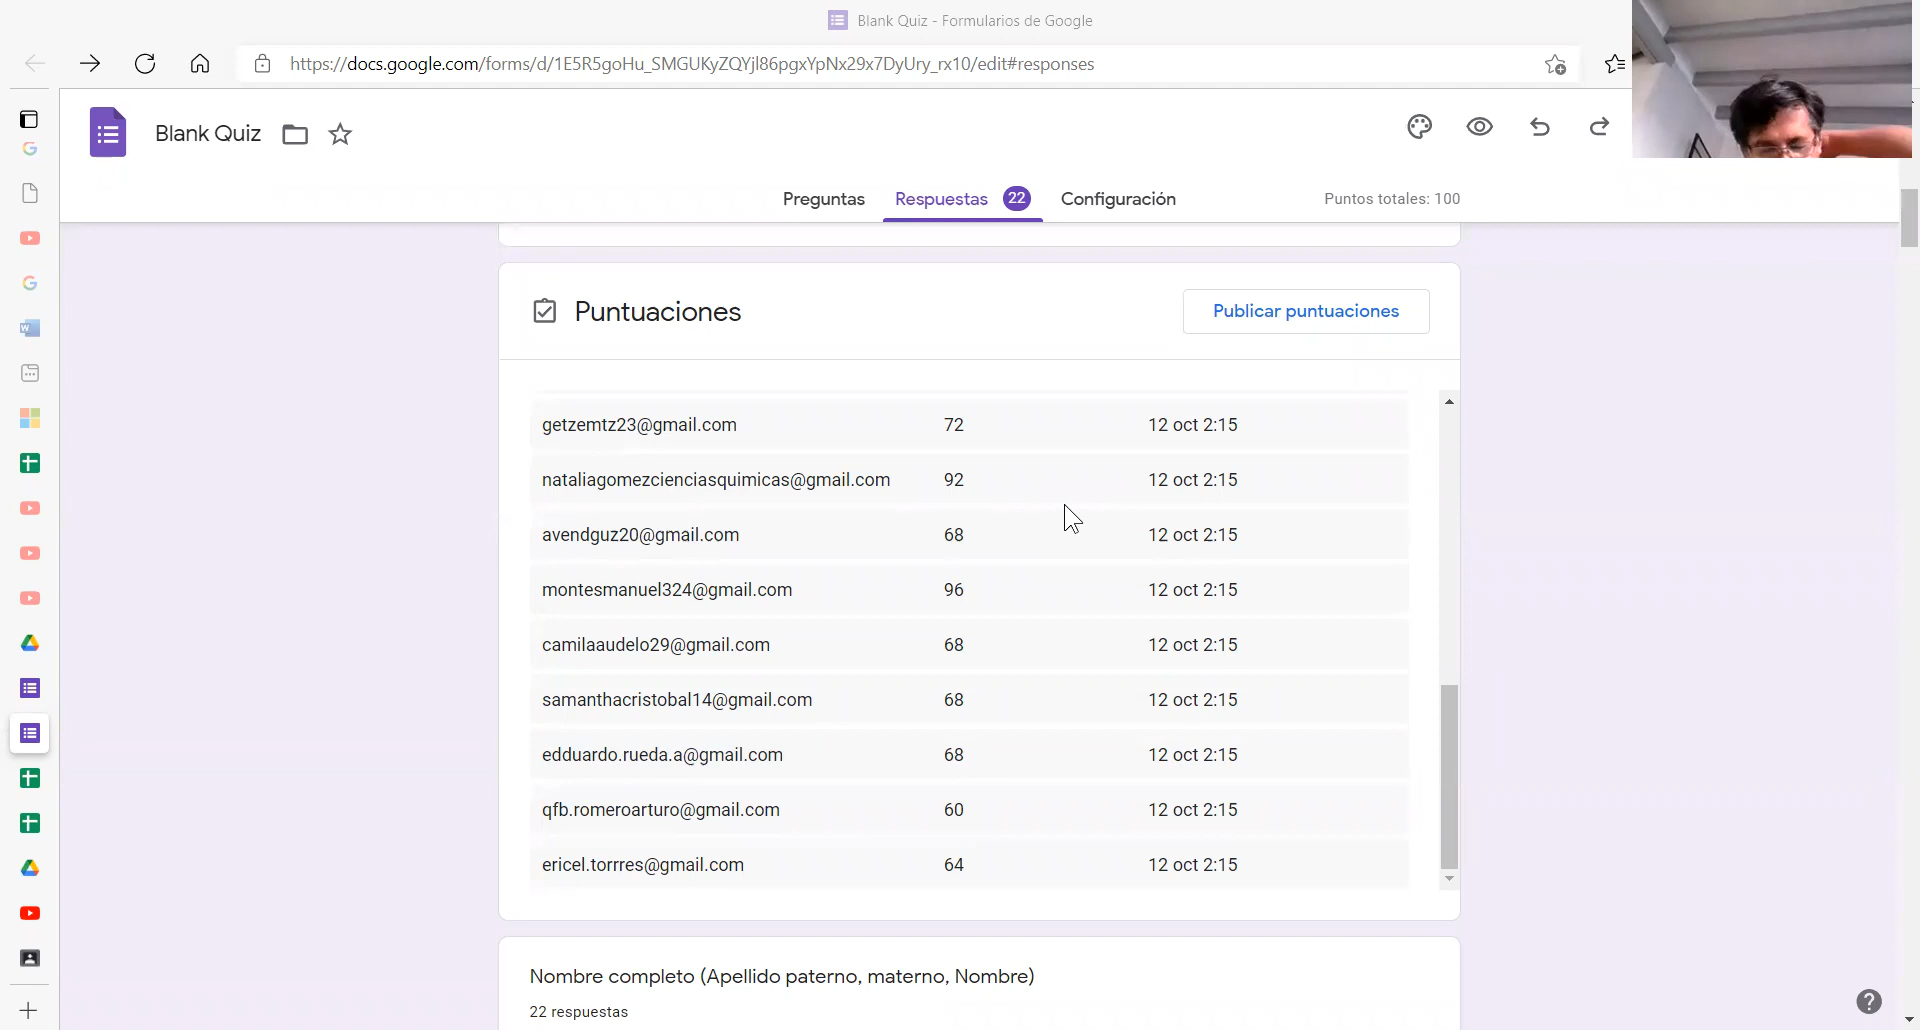 Blank Quiz - Formularios de Google
https://docs.google.com/forms/d/1E5R5goHu_SMGUKyZQYjl86pgxYpNx29x7DyUry_rx10/edit#responses
Blank Quiz
Preguntas Respuestas 22 Configuración Puntos totales: 100
Puntuaciones Publicar puntuaciones
getzemtz23@gmail.com 72 12 oct 2:15
nataliagomezcienciasquimicas@gmail.com 92 12 oct 2:15
avendguz20@gmail.com 68 12 oct 2:15
montesmanuel324@gmail.com 96 12 oct 2:15
camilaaudelo29@gmail.com 68 12 oct 2:15
samanthacristobal14@gmail.com 68 12 oct 2:15
edduardo.rueda.a@gmail.com 68 12 oct 2:15
qfb.romeroarturo@gmail.com 60 12 oct 2:15
ericel.torrres@gmail.com 64 12 oct 2:15
Nombre completo (Apellido paterno, materno, Nombre)
22 respuestas